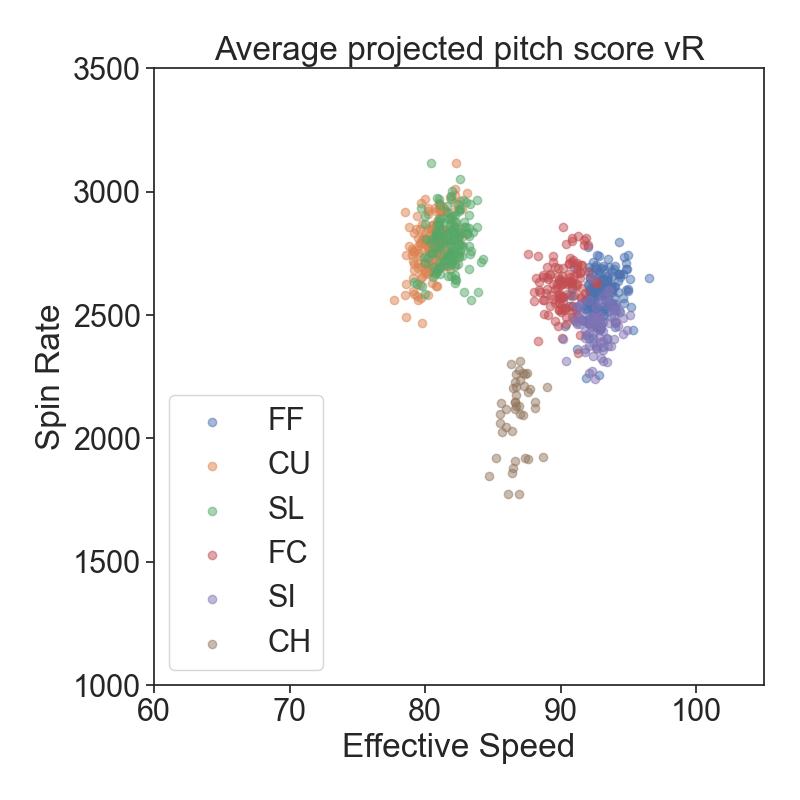 Average projected pitch score vR
3500
3000
2500
2000
1500
1000
Spin Rate
FF
CU
SL
FC
SI
CH
60 70 80 90 100
Effective Speed